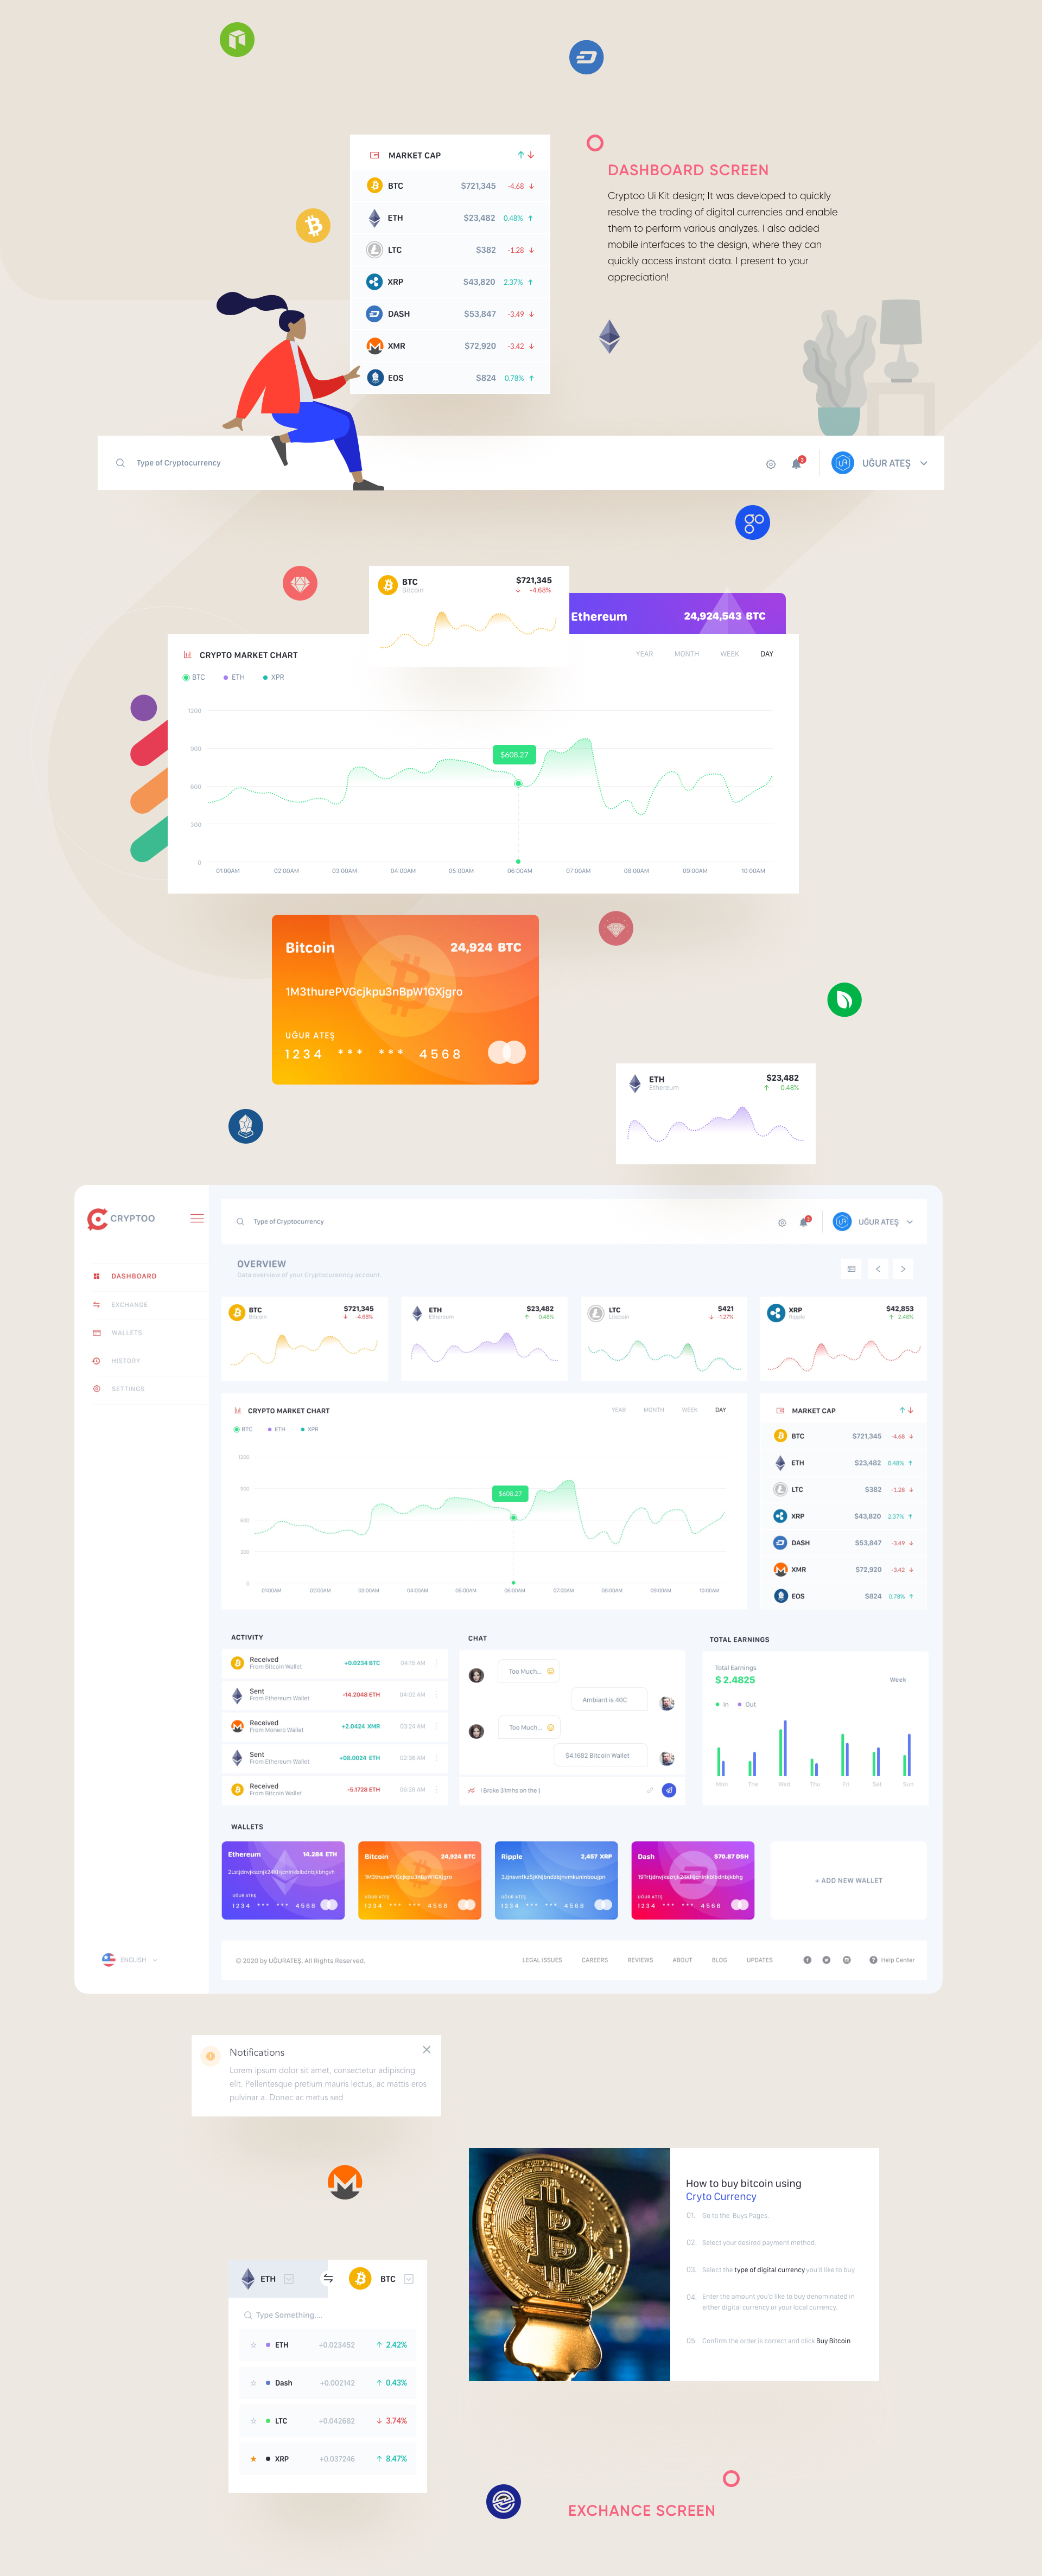 MARKET CAP
BTC $721,345 -4.68
ETH $23,482 0.48%
LTC $382 -1.28
XRP $43,820 2.37%
DASH $53,847 -3.49
XMR $72,920 -3.42
EOS $824 0.78%
DASHBOARD SCREEN
Cryptoo Ui Kit design; It was developed to quickly
resolve the trading of digital currencies and enable
them to perform various analyzes. I also added
mobile interfaces to the design, where they can
quickly access instant data. I present to your
appreciation!
Type of Cryptocurrency
3
UĞUR ATEŞ
BTC $721,345
Bitcoin -4.68%
Ethereum 24,924,543 BTC
CRYPTO MARKET CHART
YEAR MONTH WEEK DAY
BTC ETH XPR
1200
900
$608.27
600
300
0
01:00AM 02:00AM 03:00AM 04:00AM 05:00AM 06:00AM 07:00AM 08:00AM 09:00AM 10:00AM
Bitcoin 24,924 BTC
1M3thurePVGcjkpu3nBpW1GXjgro
UĞUR ATEŞ
1234 *** *** 4568
ETH $23,482
Ethereum 0.48%
CRYPTOO
DASHBOARD
EXCHANGE
WALLETS
HISTORY
SETTINGS
ENGLISH
Type of Cryptocurrency
UĞUR ATEŞ
OVERVIEW
Data overview of your Cryptocurenncy account.
BTC $721,345
Bitcoin -4.68%
ETH $23,482
Ethereum 0.48%
LTC $421
Litecoin -1.27%
XRP $42,853
Ripple 2.46%
CRYPTO MARKET CHART
YEAR MONTH WEEK DAY
BTC ETH XPR
1200
900
$608.27
600
300
0
01:00AM 02:00AM 03:00AM 04:00AM 05:00AM 06:00AM 07:00AM 08:00AM 09:00AM 10:00AM
MARKET CAP
BTC $721,345 -4.68
ETH $23,482 0.48%
LTC $382 -1.28
XRP $43,820 2.37%
DASH $53,847 -3.49
XMR $72,920 -3.42
EOS $824 0.78%
ACTIVITY
Received +0.0234 BTC 04:15 AM
From Bitcoin Wallet
Sent -14.2048 ETH 04:02 AM
From Ethereum Wallet
Received +2.0424 XMR 03:24 AM
From Monero Wallet
Sent +08.0024 ETH 02:36 AM
From Ethereum Wallet
Received -5.1728 ETH 06:28 AM
From Bitcoin Wallet
CHAT
Too Much...
Ambiant is 40C
Too Much...
54.1682 Bitcoin Wallet
I Broke 31mhs on the |
TOTAL EARNINGS
Total Earnings
$ 2.4825
Week
In Out
Mon The Wed Thu Fri Sat Sun
WALLETS
Ethereum 14.284 ETH
UĞUR ATEŞ
1234 *** *** 4568
Bitcoin 24,924 BTC
1M3thurePVGcjkpu3nBpW1GXjgro
UĞUR ATEŞ
1234 *** *** 4568
Ripple 2,457 XRP
UĞUR ATEŞ
1234 *** *** 4568
Dash $70.87 DSH
UĞUR ATEŞ
1234 *** *** 4568
+ ADD NEW WALLET
© 2020 by UĞURATEŞ. All Rights Reserved.
LEGAL ISSUES CAREERS REVIEWS ABOUT BLOG UPDATES
? Help Center
Notifications
Lorem ipsum dolor sit amet, consectetur adipiscing
elit. Pellentesque pretium mauris lectus, ac mattis eros
pulvinar a. Donec ac metus sed
How to buy bitcoin using
Cryto Currency
01. Go to the Buys Pages.
02. Select your desired payment method.
03. Select the type of digital currency you'd like to buy
04. Enter the amount you'd like to buy denominated in
either digital currency or your local currency.
05. Confirm the order is correct and click Buy Bitcoin
ETH BTC
Type Something...
ETH +0.023452 2.42%
Dash +0.002142 0.43%
LTC +0.042682 3.74%
XRP +0.037246 8.47%
EXCHANCE SCREEN